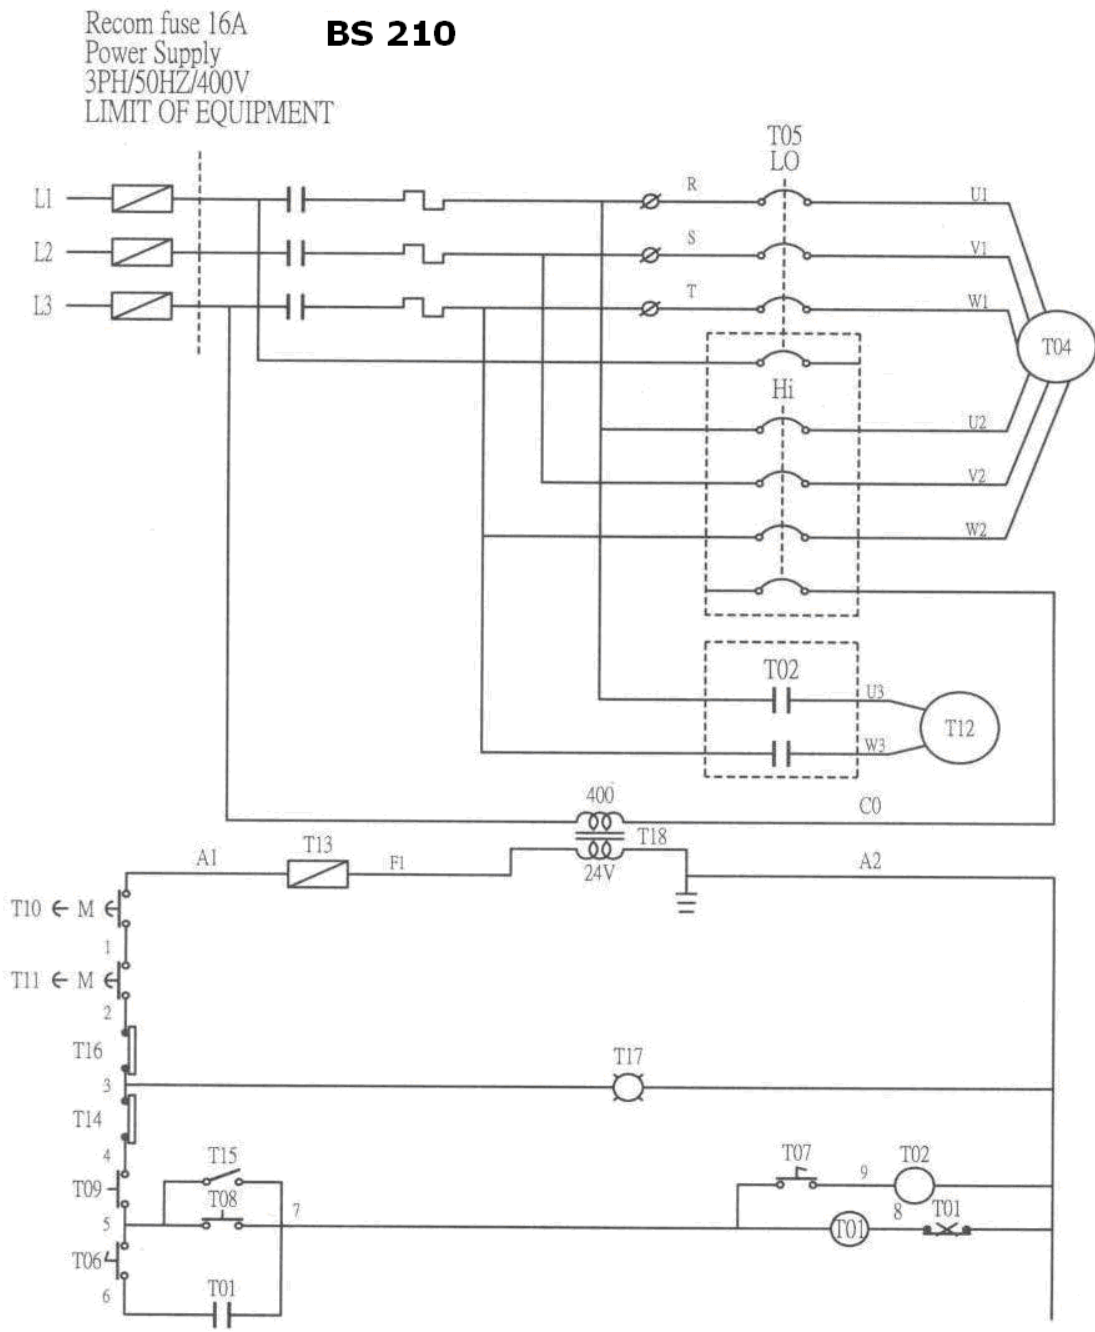 Recom fuse 16A
BS 210
Power Supply
3PH/50HZ/400V
LIMIT OF EQUIPMENT
T05
LO
L1
R
U1
L2
S
V1
L3
T
W1
T04
Hi
U2
V2
W2
T02
U3
T12
W3
400
C0
T18
T13
A1
F1
24V
A2
T10
M
1
T11
M
2
T16
T17
3
T14
4
T15
T07
T02
T09
9
T08
5
7
8
T01
T01
T06
6
T01